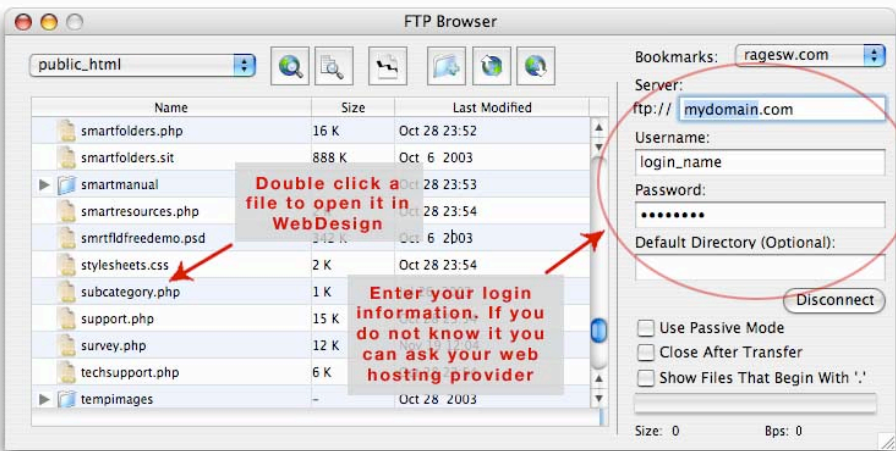 FTP Browser
public_html
Name Size Last Modified
smartfolders.php 16 K Oct 28 23:52
smartfolders.sit 888 K Oct 6 2003
smartmanual 28 23:53
smartresources.php 28 23:54
smrtfldfreedemo.psd 342 K Oct 6 2003
stylesheets.css 2 K Oct 28 23:54
subcategory.php 1 K
support.php 15 K
survey.php 12 K Nov 19 12:04
techsupport.php 6 K
tempimages – Oct 28 2003
Double click a
file to open it in
WebDesign
Enter your login
information. If you
do not know it you
can ask your web
hosting provider
Bookmarks: ragesw.com
Server:
ftp:// mydomain.com
Username:
login_name
Password:
••••••••
Default Directory (Optional):
Disconnect
Use Passive Mode
Close After Transfer
Show Files That Begin With '.'
Size: 0 Bps: 0